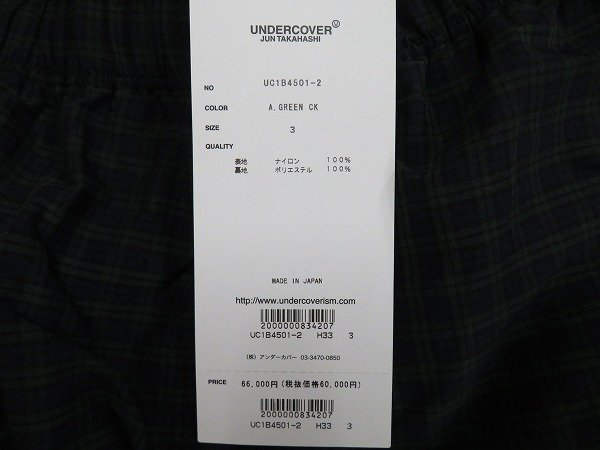 UNDERCOVER U
JUN TAKAHASHI
NO UC1B4501-2
COLOR A.GREEN CK
SIZE 3
QUALITY
表地 ナイロン 100%
裏地 ポリエステル 100%
MADE IN JAPAN
http://www.undercoverism.com
2000000834207
UC1B4501-2 H33 3
(株) アンダーカバー 03-3470-0850
PRICE 66,000円(税抜価格60,000円)
2000000834207
UC1B4501-2 H33 3